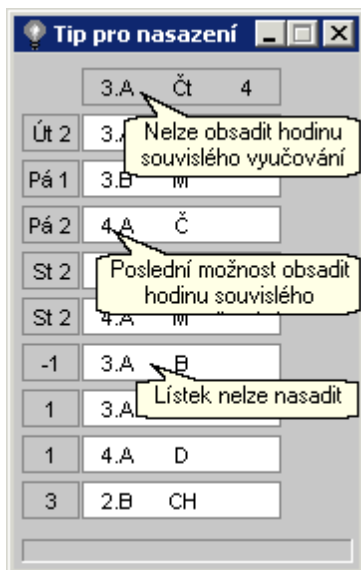 Tip pro nasazení
3.A Čt 4
Út 2 3.A
Nelze obsadit hodinu
souvislého vyučování
Pá 1 3.B M
Pá 2 4.A Č
St 2
Poslední možnost obsadit
hodinu souvislého
St 2 4.A M
-1 3.A B
Lístek nelze nasadit
1 3.A
1 4.A D
3 2.B CH